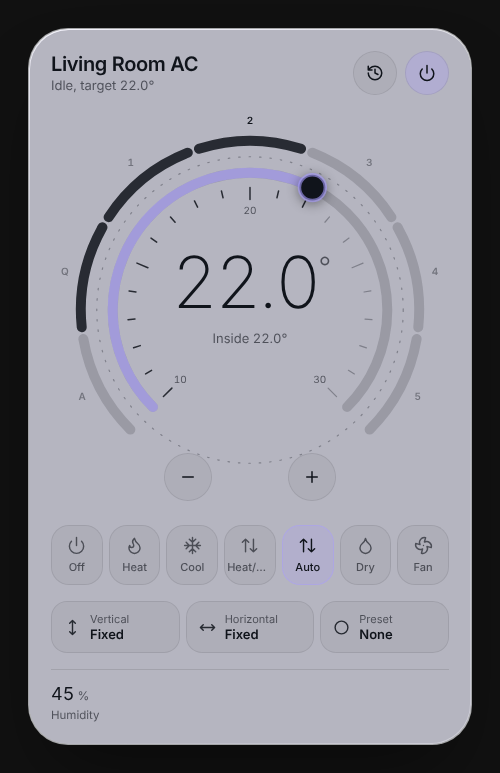 Living Room AC
Idle, target 22.0°
2
1
3
20
Q
4
22.0°
Inside 22.0°
10
30
A
5
−
+
Off
Heat
Cool
Heat/...
Auto
Dry
Fan
Vertical
Fixed
Horizontal
Fixed
Preset
None
45 %
Humidity